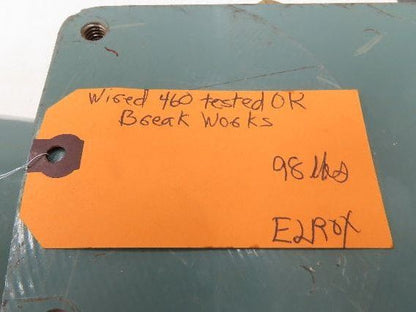 Wired 460 tested OK
Break Works
98 lbs
E2R0X